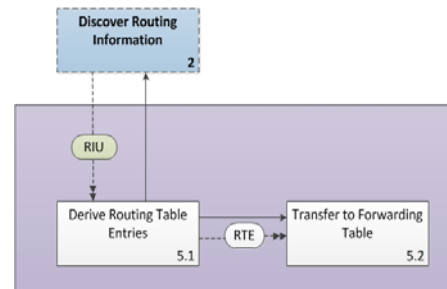 Discover Routing
Information
2
RIU
Derive Routing Table
Entries
5.1
RTE
Transfer to Forwarding
Table
5.2